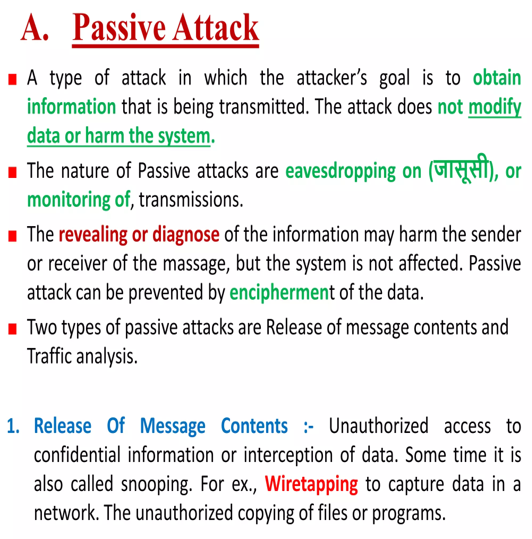 A. Passive Attack
▪ A type of attack in which the attacker's goal is to obtain
information that is being transmitted. The attack does not modify
data or harm the system.
▪ The nature of Passive attacks are eavesdropping on (जासूसी), or
monitoring of, transmissions.
▪ The revealing or diagnose of the information may harm the sender
or receiver of the massage, but the system is not affected. Passive
attack can be prevented by encipherment of the data.
▪ Two types of passive attacks are Release of message contents and
Traffic analysis.
1. Release Of Message Contents :- Unauthorized access to
confidential information or interception of data. Some time it is
also called snooping. For ex., Wiretapping to capture data in a
network. The unauthorized copying of files or programs.